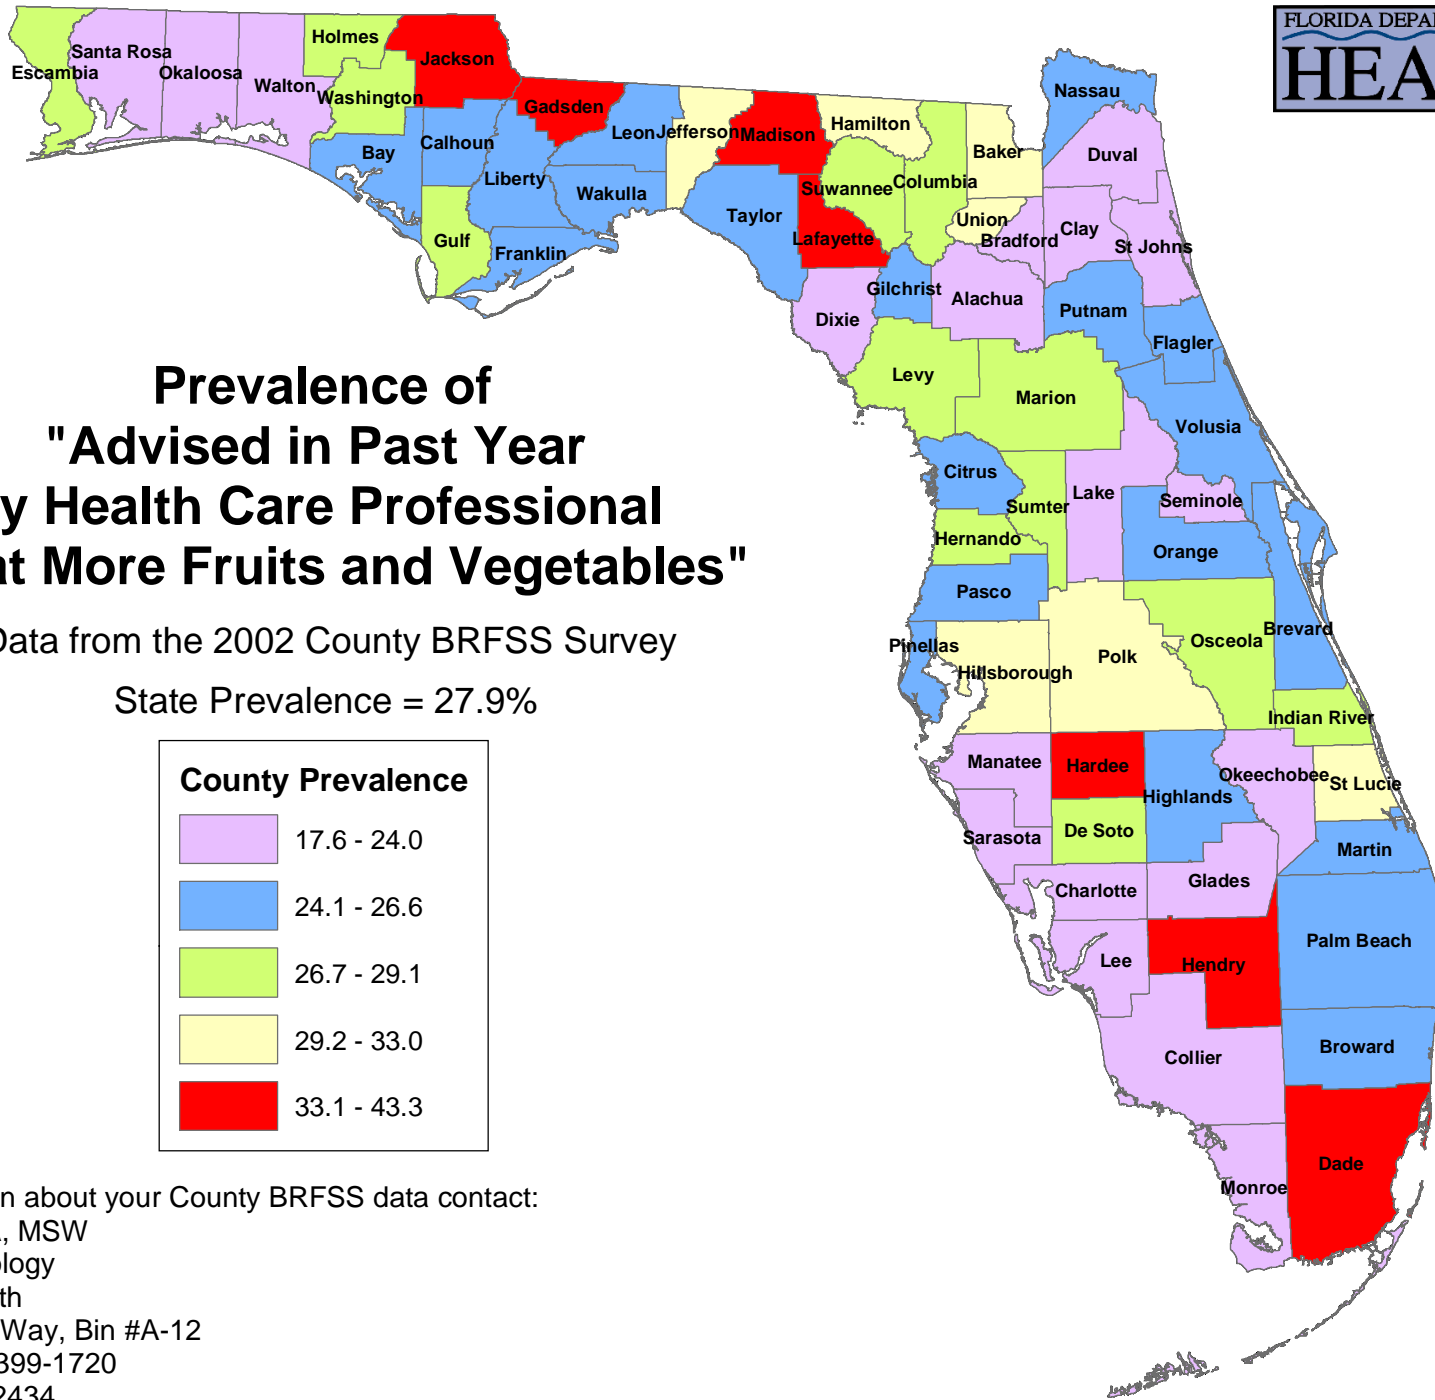 FLORIDA
HEA
Holmes
Santa Rosa
Jackson
Escambia
Okaloosa
Walton
Washington
Gadsden
Nassau
Leon
Jefferson
Madison
Hamilton
Calhoun
Bay
Baker
Duval
Liberty
Wakulla
Suwannee
Columbia
Taylor
Union
Bradford
Clay
St Johns
Gulf
Franklin
Lafayette
Gilchrist
Alachua
Dixie
Putnam
Flagler
Levy
Marion
Volusia
Citrus
Sumter
Lake
Seminole
Hernando
Orange
Pasco
Pinellas
Hillsborough
Polk
Osceola
Brevard
Indian River
Manatee
Hardee
Highlands
Okeechobee
St Lucie
Sarasota
De Soto
Martin
Charlotte
Glades
Lee
Hendry
Palm Beach
Collier
Broward
Dade
Monroe
Prevalence of
"Advised in Past Year
y Health Care Professional
at More Fruits and Vegetables"
Data from the 2002 County BRFSS Survey
State Prevalence = 27.9%
County Prevalence
17.6 - 24.0
24.1 - 26.6
26.7 - 29.1
29.2 - 33.0
33.1 - 43.3
n about your County BRFSS data contact:
, MSW
ology
th
Way, Bin #A-12
399-1720
2434